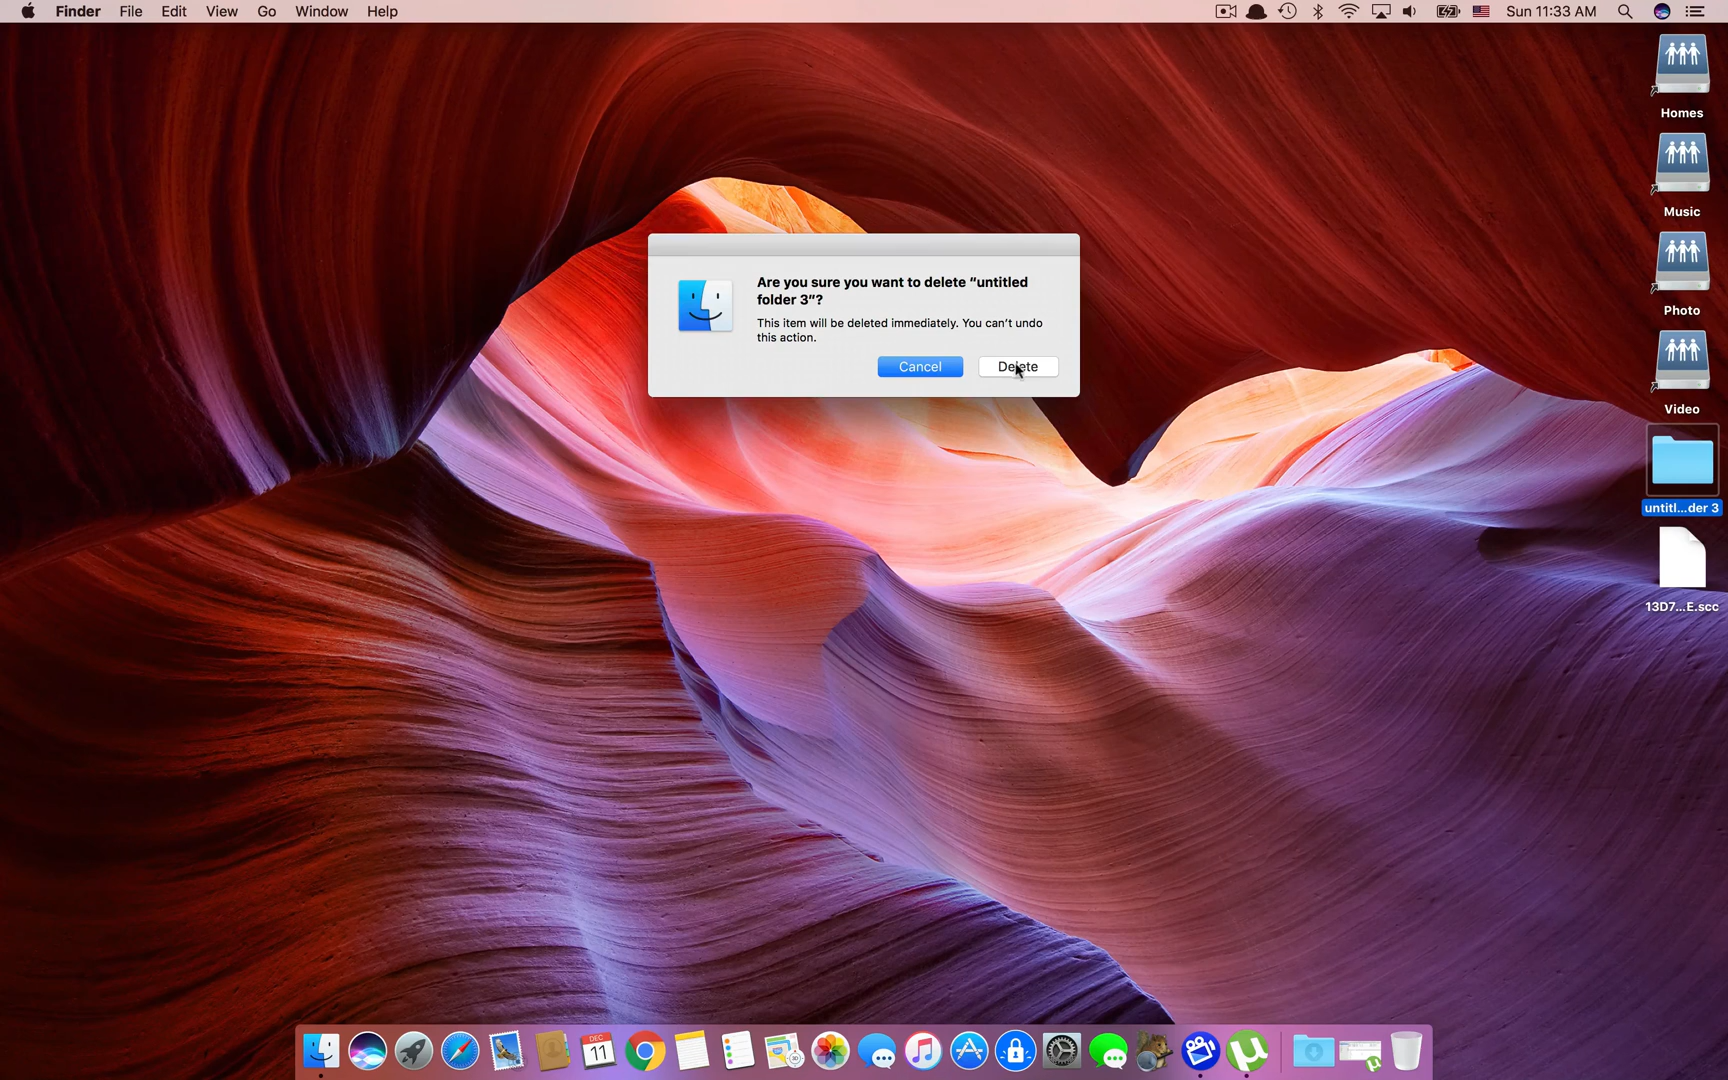 Finder File Edit View Go Window Help Sun 11:33 AM
Homes
Music
Photo
Video
untitl...der 3
13D7...E.scc
Are you sure you want to delete “untitled
folder 3”?
This item will be deleted immediately. You can’t undo
this action.
Cancel Delete
DEC
11